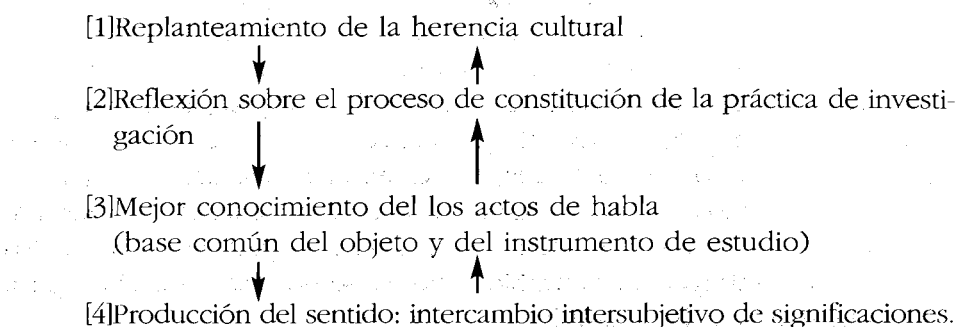 [1]Replanteamiento de la herencia cultural
[2]Reflexión sobre el proceso de constitución de la práctica de investi-
gación
[3]Mejor conocimiento del los actos de habla
(base común del objeto y del instrumento de estudio)
[4]Producción del sentido: intercambio intersubjetivo de significaciones.